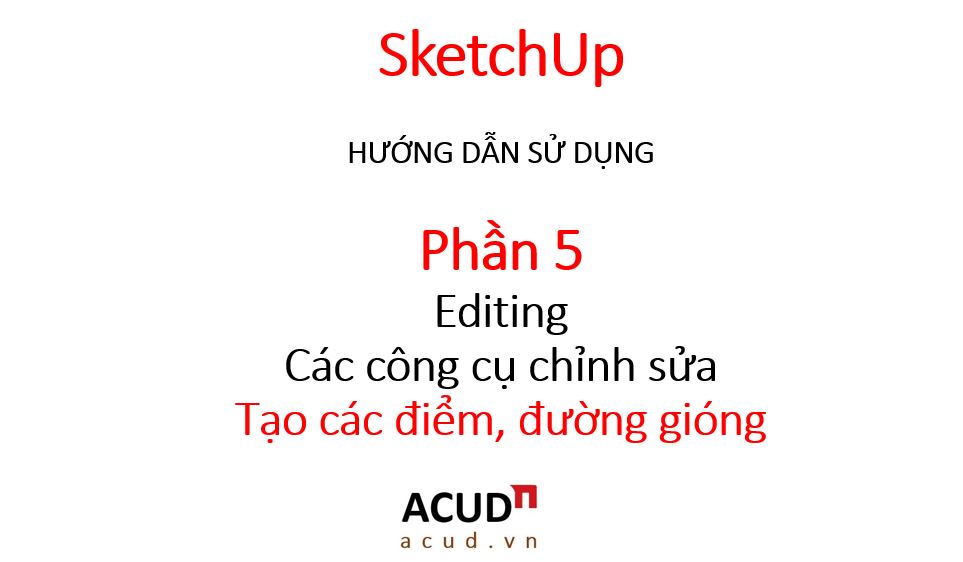 SketchUp
HƯỚNG DẪN SỬ DỤNG
Phần 5
Editing
Các công cụ chỉnh sửa
Tạo các điểm, đường gióng
ACUD
acud.vn